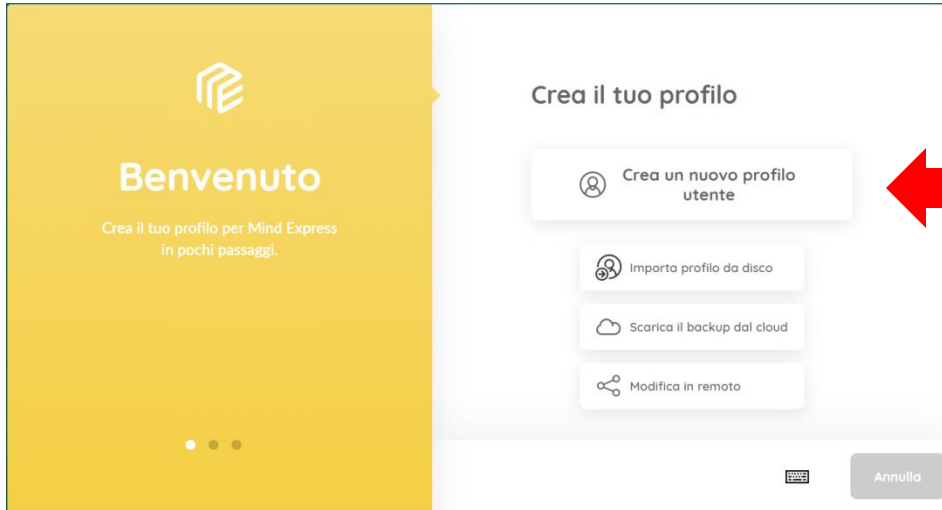 Benvenuto
Crea il tuo profilo per Mind Express
in pochi passaggi.
Crea il tuo profilo
Crea un nuovo profilo
utente
Importa profilo da disco
Scarica il backup dal cloud
Modifica in remoto
Annulla